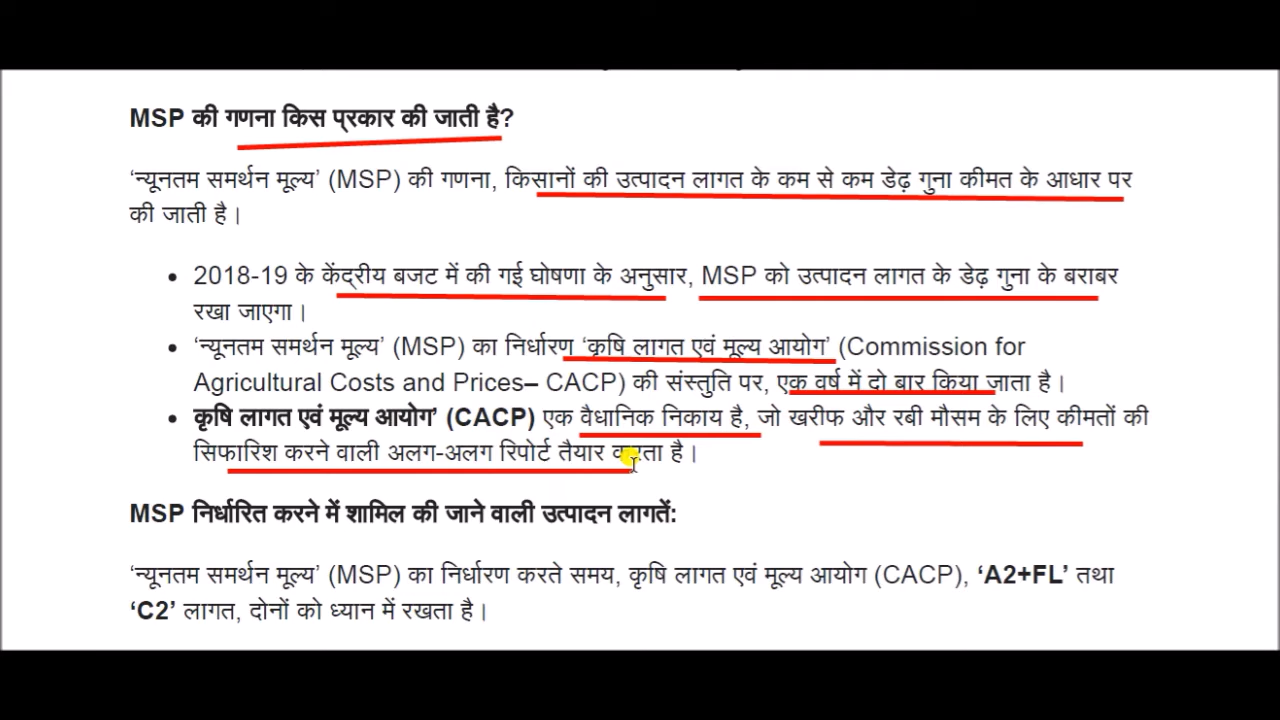 MSP की गणना किस प्रकार की जाती है?
‘न्यूनतम समर्थन मूल्य’ (MSP) की गणना, किसानों की उत्पादन लागत के कम से कम डेढ़ गुना कीमत के आधार पर
की जाती है।
• 2018-19 के केंद्रीय बजट में की गई घोषणा के अनुसार, MSP को उत्पादन लागत के डेढ़ गुना के बराबर
रखा जाएगा।
• ‘न्यूनतम समर्थन मूल्य’ (MSP) का निर्धारण ‘कृषि लागत एवं मूल्य आयोग’ (Commission for
Agricultural Costs and Prices– CACP) की संस्तुति पर, एक वर्ष में दो बार किया जाता है।
• कृषि लागत एवं मूल्य आयोग’ (CACP) एक वैधानिक निकाय है, जो खरीफ और रबी मौसम के लिए कीमतों की
सिफारिश करने वाली अलग-अलग रिपोर्ट तैयार करता है।
MSP निर्धारित करने में शामिल की जाने वाली उत्पादन लागतें:
‘न्यूनतम समर्थन मूल्य’ (MSP) का निर्धारण करते समय, कृषि लागत एवं मूल्य आयोग (CACP), ‘A2+FL’ तथा
‘C2’ लागत, दोनों को ध्यान में रखता है।